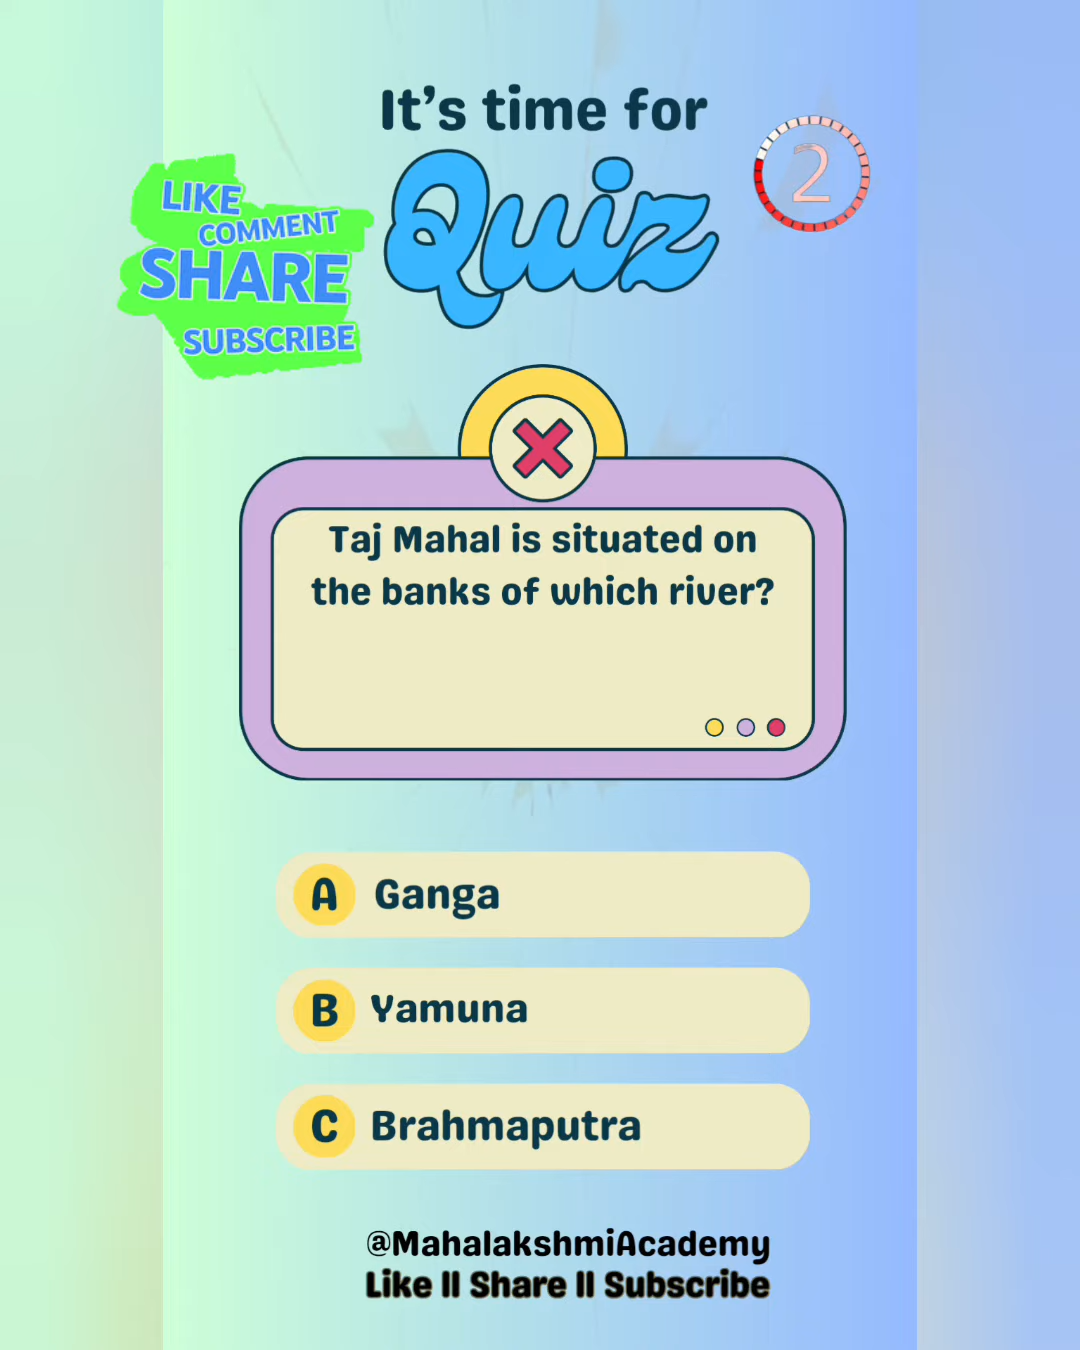 It's time for
Quiz
2
LIKE
COMMENT
SHARE
SUBSCRIBE
Taj Mahal is situated on
the banks of which river?
A Ganga
B Yamuna
C Brahmaputra
@MahalakshmiAcademy
Like || Share || Subscribe